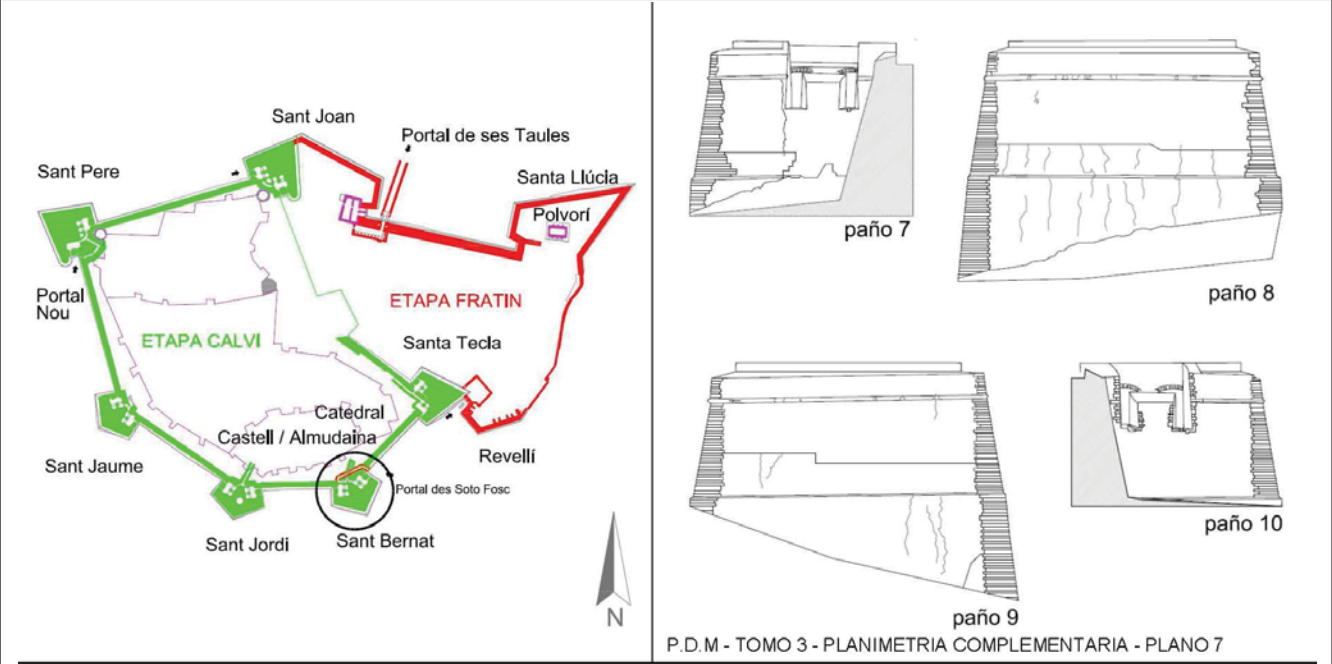 Sant Joan
Portal de ses Taules
Sant Pere
Santa Llúcla
Polvorí
Portal
Nou
ETAPA FRATIN
ETAPA CALVI
Santa Tecla
Catedral
Castell / Almudaina
Revellí
Sant Jaume
Portal des Soto Fosc
Sant Jordi
Sant Bernat
N
paño 7
paño 8
paño 9
paño 10
P.D.M - TOMO 3 - PLANIMETRIA COMPLEMENTARIA - PLANO 7